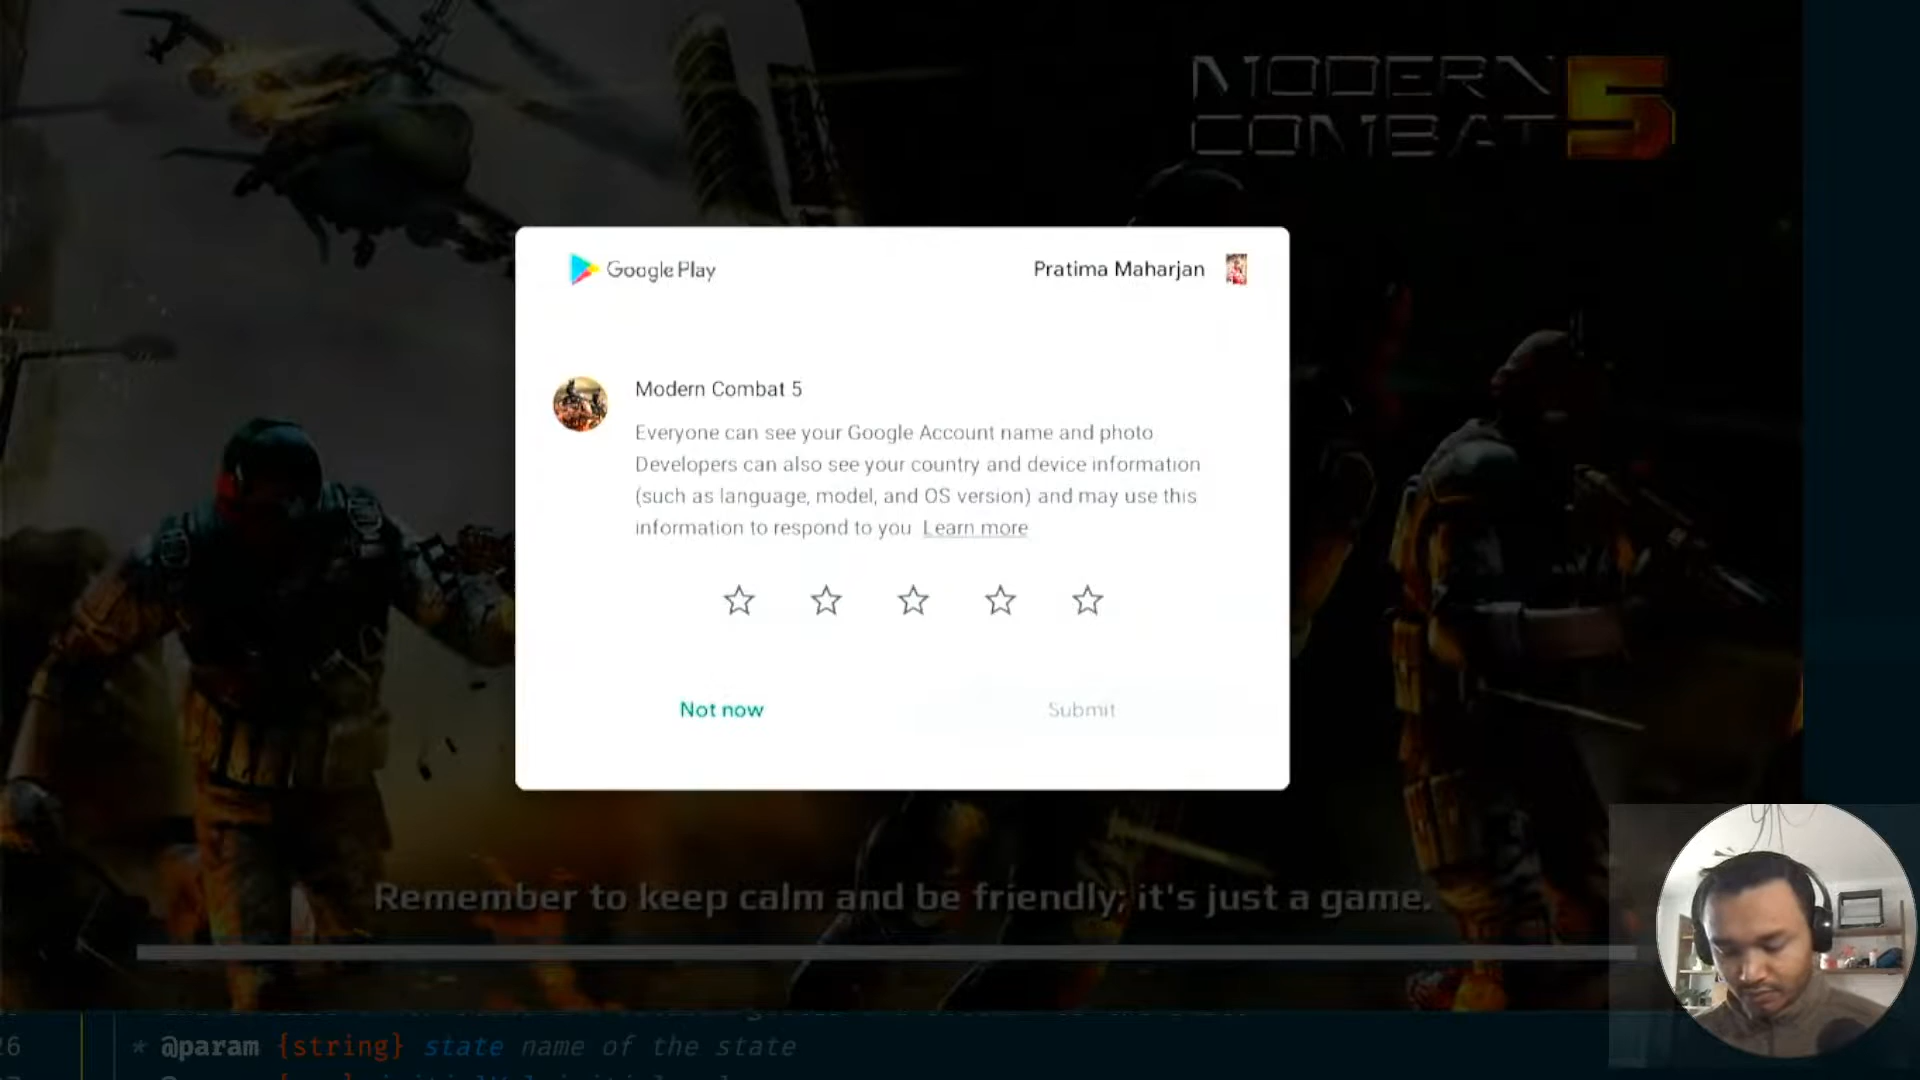 MODERN
COMBAT 5
Google Play
Pratima Maharjan
Modern Combat 5
Everyone can see your Google Account name and photo
Developers can also see your country and device information
(such as language, model, and OS version) and may use this
information to respond to you Learn more
Not now
Submit
Remember to keep calm and be friendly; it's just a game.
26
* @param {string} state name of the state